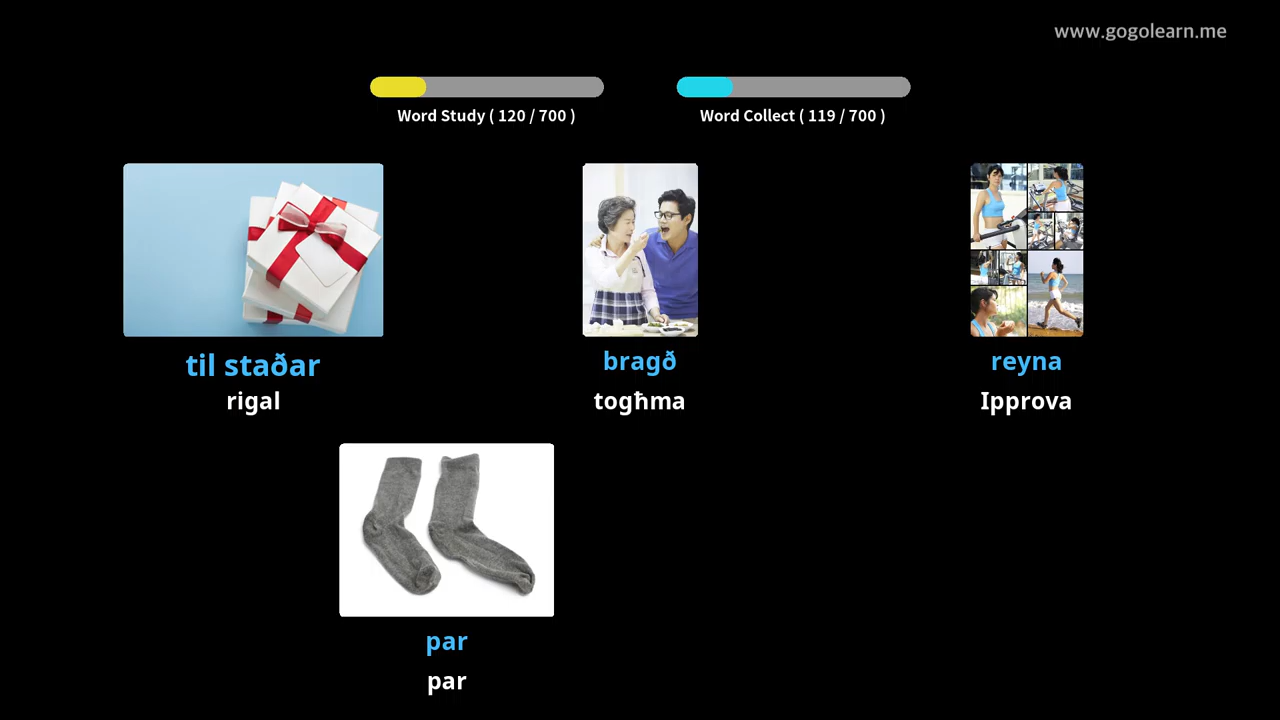 www.gogolearn.me
Word Study ( 120 / 700 )
Word Collect ( 119 / 700 )
til staðar
rigal
bragð
togħma
reyna
Ipprova
par
par